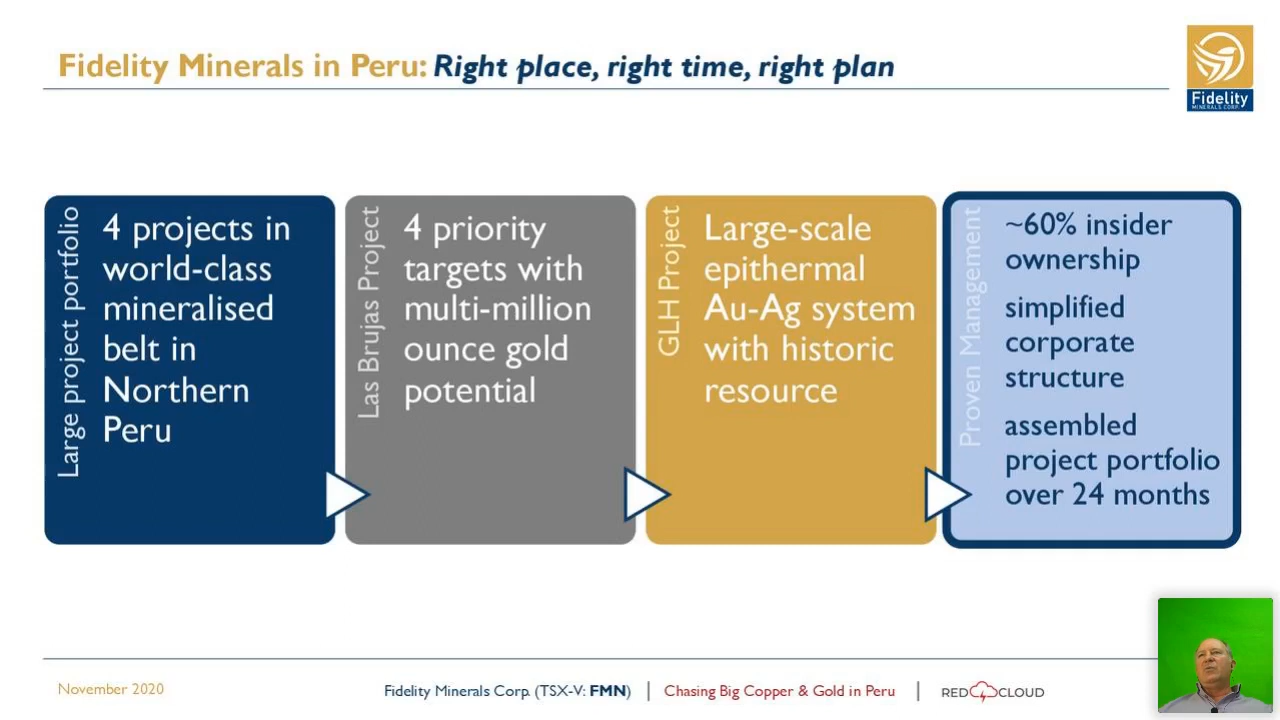 Fidelity Minerals in Peru: Right place, right time, right plan
Fidelity
MINERALS CORP.
Large project portfolio
4 projects in
world-class
mineralised
belt in
Northern
Peru
Las Brujas Project
4 priority
targets with
multi-million
ounce gold
potential
GLH Project
Large-scale
epithermal
Au-Ag system
with historic
resource
Proven Management
~60% insider
ownership
simplified
corporate
structure
assembled
project portfolio
over 24 months
November 2020
Fidelity Minerals Corp. (TSX-V: FMN) | Chasing Big Copper & Gold in Peru | RED CLOUD